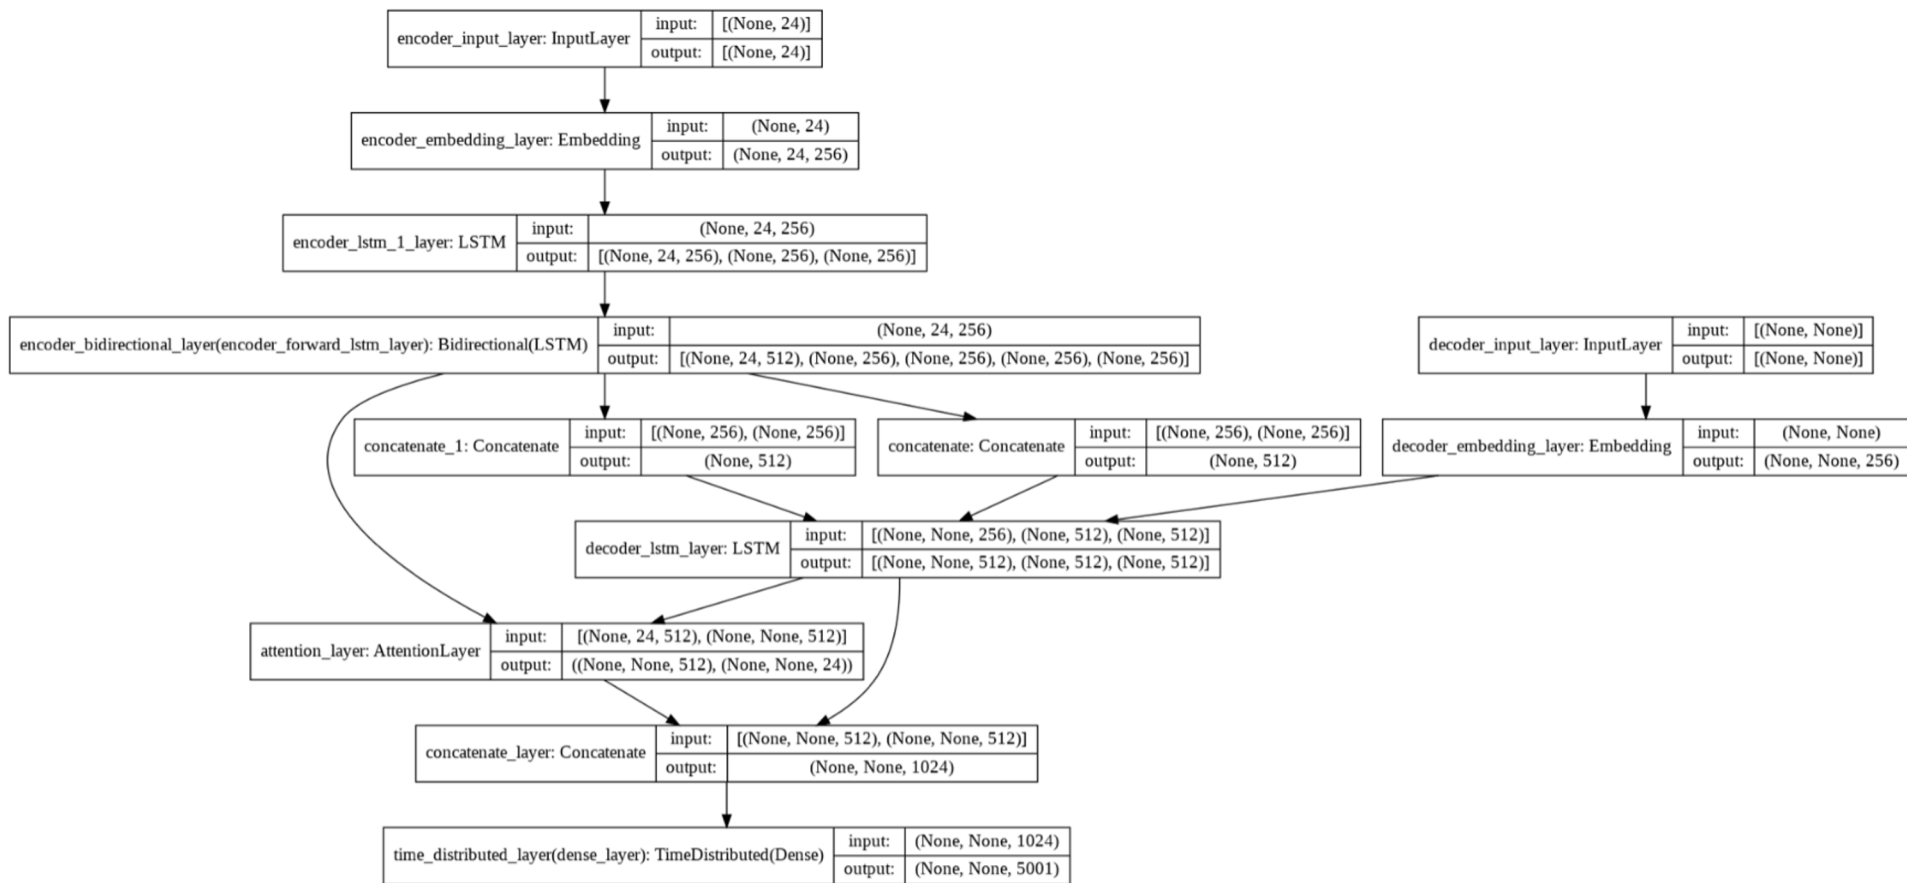 encoder_input_layer: InputLayer
input: [(None, 24)]
output: [(None, 24)]
encoder_embedding_layer: Embedding
input: (None, 24)
output: (None, 24, 256)
encoder_lstm_1_layer: LSTM
input: (None, 24, 256)
output: [(None, 24, 256), (None, 256), (None, 256)]
encoder_bidirectional_layer(encoder_forward_lstm_layer): Bidirectional(LSTM)
input: (None, 24, 256)
output: [(None, 24, 512), (None, 256), (None, 256), (None, 256), (None, 256)]
decoder_input_layer: InputLayer
input: [(None, None)]
output: [(None, None)]
concatenate_1: Concatenate
input: [(None, 256), (None, 256)]
output: (None, 512)
concatenate: Concatenate
input: [(None, 256), (None, 256)]
output: (None, 512)
decoder_embedding_layer: Embedding
input: (None, None)
output: (None, None, 256)
decoder_lstm_layer: LSTM
input: [(None, None, 256), (None, 512), (None, 512)]
output: [(None, None, 512), (None, 512), (None, 512)]
attention_layer: AttentionLayer
input: [(None, 24, 512), (None, None, 512)]
output: ((None, None, 512), (None, None, 24))
concatenate_layer: Concatenate
input: [(None, None, 512), (None, None, 512)]
output: (None, None, 1024)
time_distributed_layer(dense_layer): TimeDistributed(Dense)
input: (None, None, 1024)
output: (None, None, 5001)